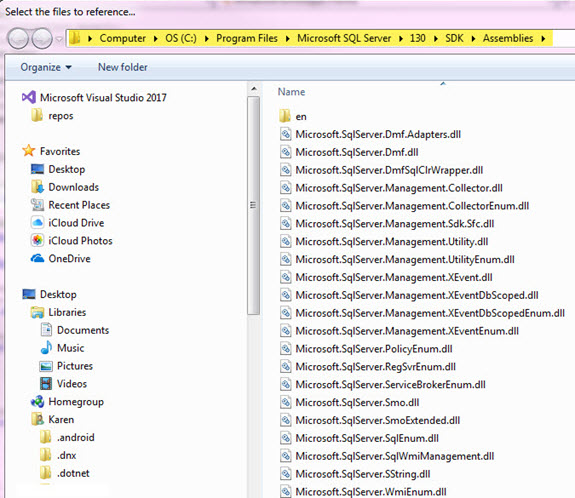 Select the files to reference...
Computer OS (C:) Program Files Microsoft SQL Server 130 SDK Assemblies
Organize New folder
Microsoft Visual Studio 2017
repos
Favorites
Desktop
Downloads
Recent Places
iCloud Drive
iCloud Photos
OneDrive
Desktop
Libraries
Documents
Music
Pictures
Videos
Homegroup
Karen
.android
.dnx
.dotnet
Name
en
Microsoft.SqlServer.Dmf.Adapters.dll
Microsoft.SqlServer.Dmf.dll
Microsoft.SqlServer.DmfSqlClrWrapper.dll
Microsoft.SqlServer.Management.Collector.dll
Microsoft.SqlServer.Management.CollectorEnum.dll
Microsoft.SqlServer.Management.Sdk.Sfc.dll
Microsoft.SqlServer.Management.Utility.dll
Microsoft.SqlServer.Management.UtilityEnum.dll
Microsoft.SqlServer.Management.XEvent.dll
Microsoft.SqlServer.Management.XEventDbScoped.dll
Microsoft.SqlServer.Management.XEventDbScopedEnum.dll
Microsoft.SqlServer.Management.XEventEnum.dll
Microsoft.SqlServer.PolicyEnum.dll
Microsoft.SqlServer.RegSvrEnum.dll
Microsoft.SqlServer.ServiceBrokerEnum.dll
Microsoft.SqlServer.Smo.dll
Microsoft.SqlServer.SmoExtended.dll
Microsoft.SqlServer.SqlEnum.dll
Microsoft.SqlServer.SqlWmiManagement.dll
Microsoft.SqlServer.SString.dll
Microsoft.SqlServer.WmiEnum.dll